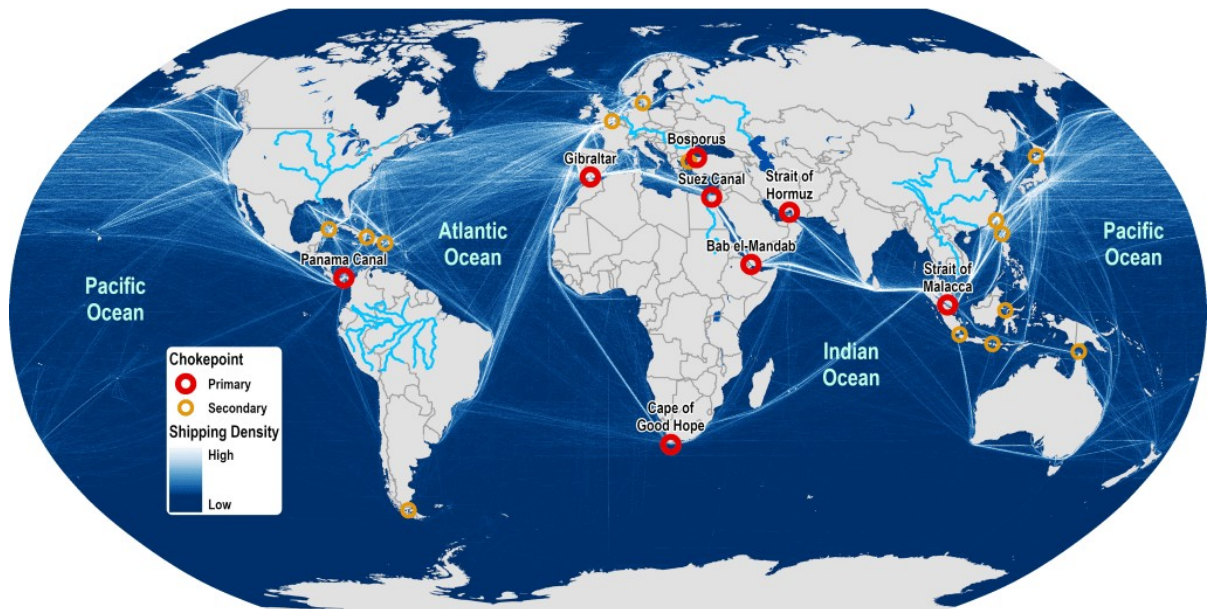 Bosporus
Gibraltar
Suez Canal
Strait of
Hormuz
Atlantic
Ocean
Bab el-Mandab
Pacific
Ocean
Panama Canal
Strait of
Malacca
Pacific
Ocean
Indian
Ocean
Chokepoint
Primary
Secondary
Shipping Density
High
Low
Cape of
Good Hope